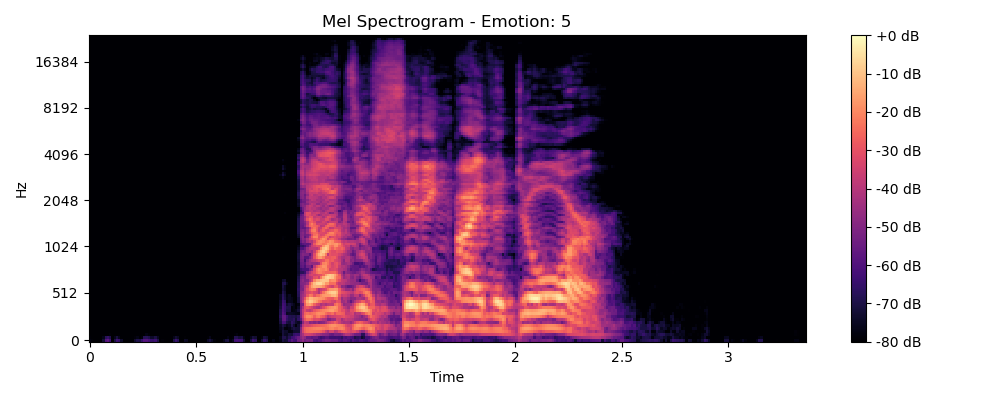 Mel Spectrogram - Emotion: 5
Hz
16384
8192
4096
2048
1024
512
0
0 0.5 1 1.5 2 2.5 3
Time
+0 dB
-10 dB
-20 dB
-30 dB
-40 dB
-50 dB
-60 dB
-70 dB
-80 dB